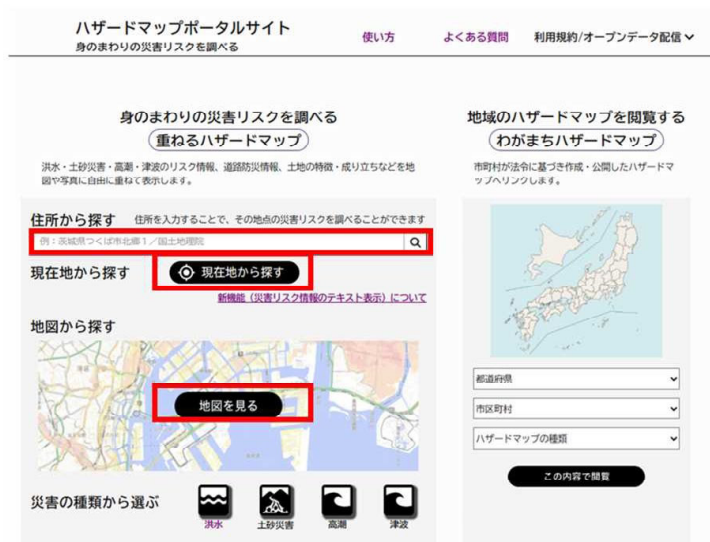 ハザードマップポータルサイト
身のまわりの災害リスクを調べる
使い方
よくある質問
利用規約/オープンデータ配信
身のまわりの災害リスクを調べる
重ねるハザードマップ
洪水・土砂災害・高潮・津波のリスク情報、道路防災情報、土地の特徴・成り立ちなどを地
図や写真に自由に重ねて表示します。
住所から探す 住所を入力することで、その地点の災害リスクを調べることができます
例：茨城県つくば市北郷１／国土地理院
現在地から探す
現在地から探す
新機能（災害リスク情報のテキスト表示）について
地図から探す
地図を見る
災害の種類から選ぶ
洪水
土砂災害
高潮
津波
地域のハザードマップを閲覧する
わがまちハザードマップ
市町村が法令に基づき作成・公開したハザードマ
ップへリンクします。
都道府県
市区町村
ハザードマップの種類
この内容で閲覧